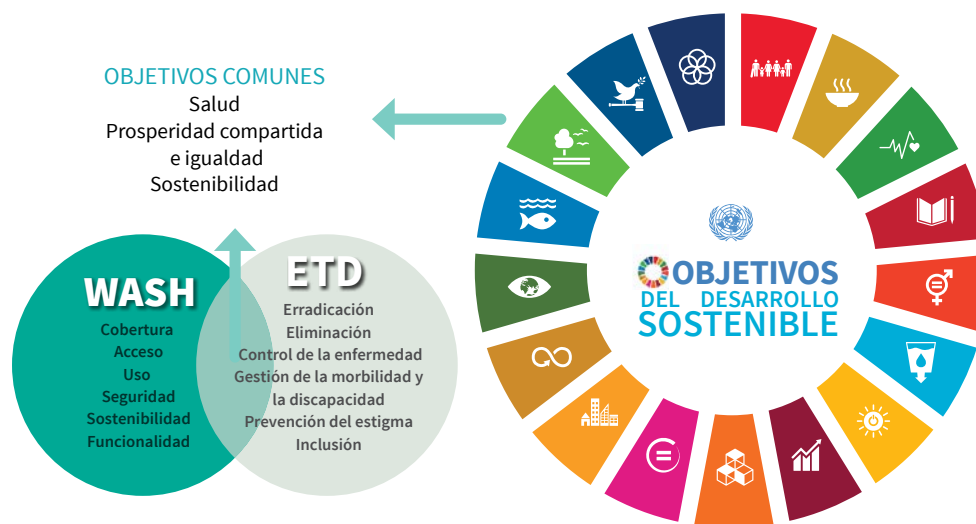 OBJETIVOS COMUNES
Salud
Prosperidad compartida
e igualdad
Sostenibilidad
WASH
Cobertura
Acceso
Uso
Seguridad
Sostenibilidad
Funcionalidad
ETD
Erradicación
Eliminación
Control de la enfermedad
Gestión de la morbilidad y
la discapacidad
Prevención del estigma
Inclusión
OBJETIVOS
DEL DESARROLLO
SOSTENIBLE